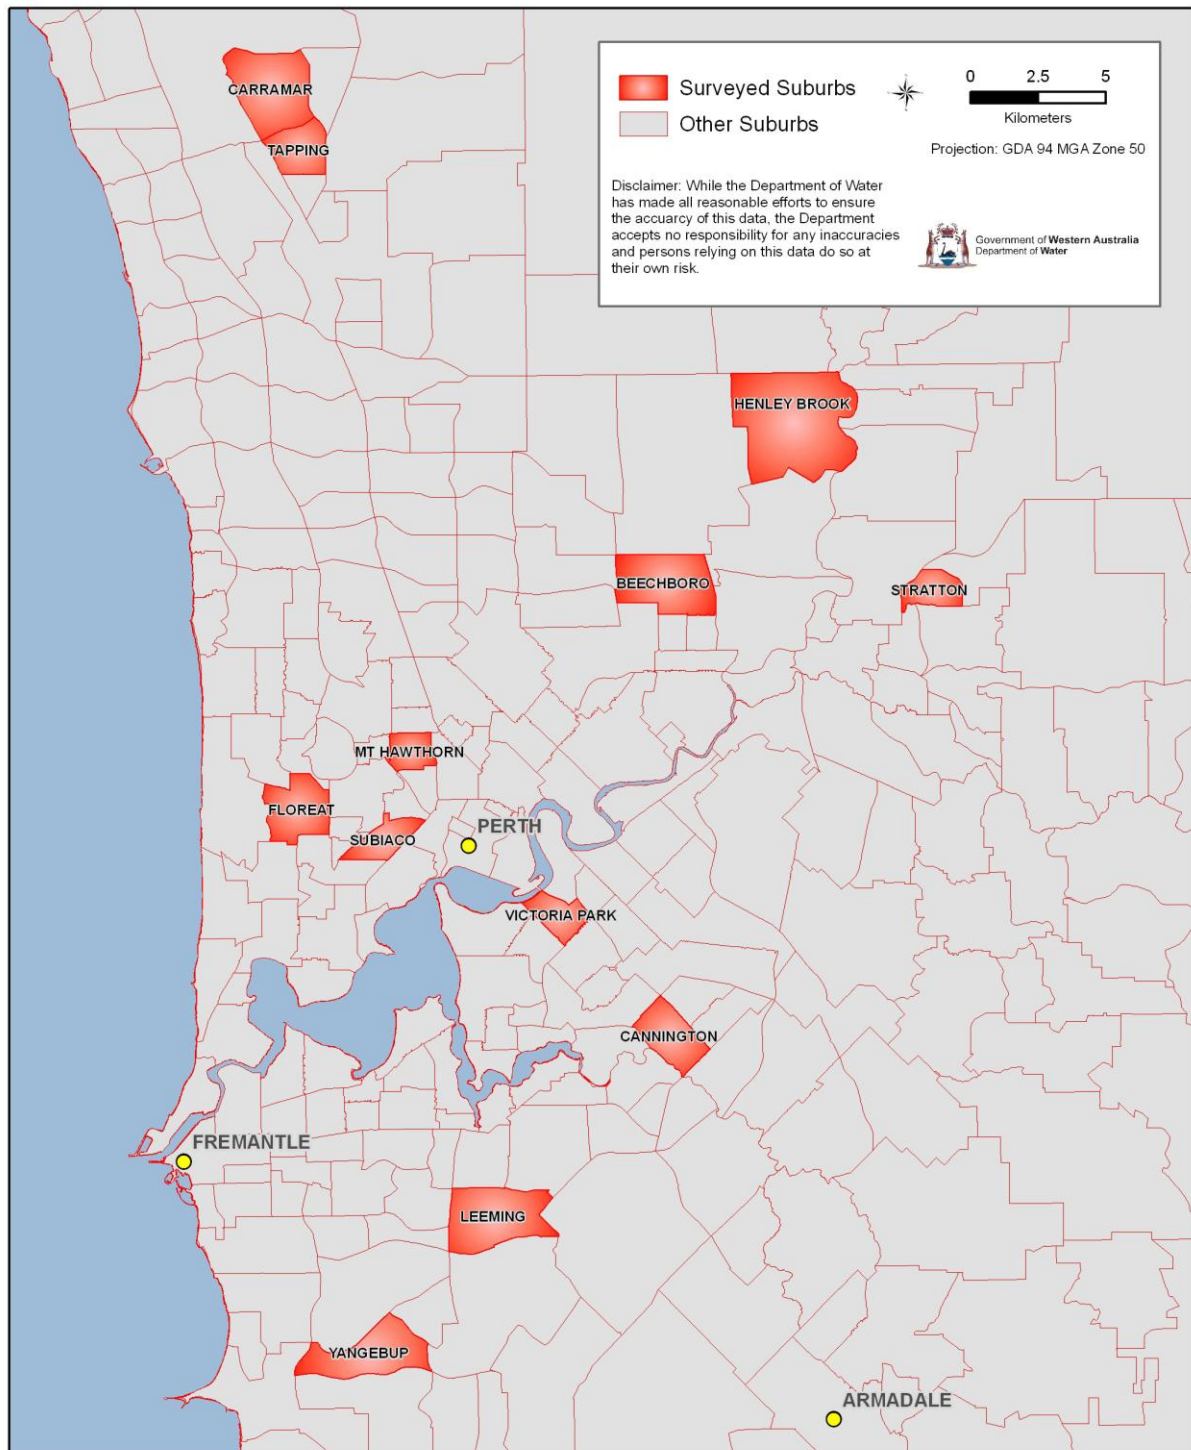 CARRAMAR
TAPPING
Surveyed Suburbs
Other Suburbs
0 2.5 5
Kilometers
Projection: GDA 94 MGA Zone 50
Disclaimer: While the Department of Water
has made all reasonable efforts to ensure
the accuarcy of this data, the Department
accepts no responsibility for any inaccuracies
and persons relying on this data do so at
their own risk.
Government of Western Australia
Department of Water
HENLEY BROOK
BEECHBORO
STRATTON
MT HAWTHORN
FLOREAT
SUBIACO
PERTH
VICTORIA PARK
CANNINGTON
FREMANTLE
LEEMING
YANGEBUP
ARMADALE